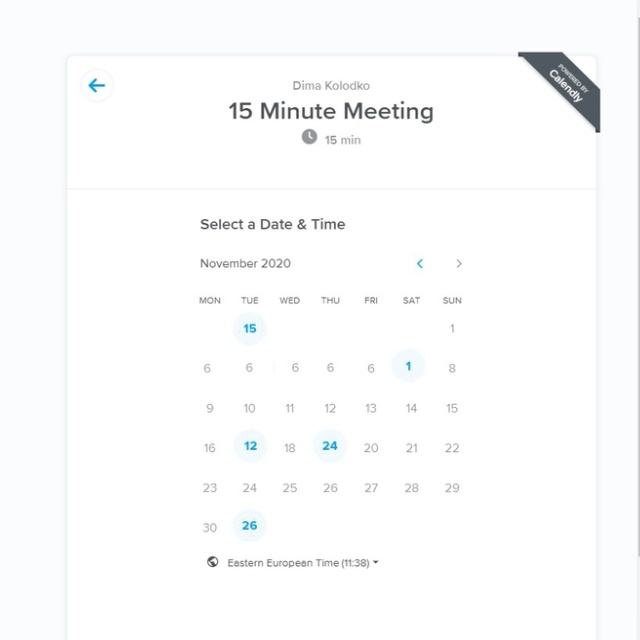 POWERED BY
Calendly
Dima Kolodko
15 Minute Meeting
15 min
Select a Date & Time
November 2020
MON TUE WED THU FRI SAT SUN
15 1
6 6 6 6 6 1 8
9 10 11 12 13 14 15
16 12 18 24 20 21 22
23 24 25 26 27 28 29
30 26
Eastern European Time (11:38)